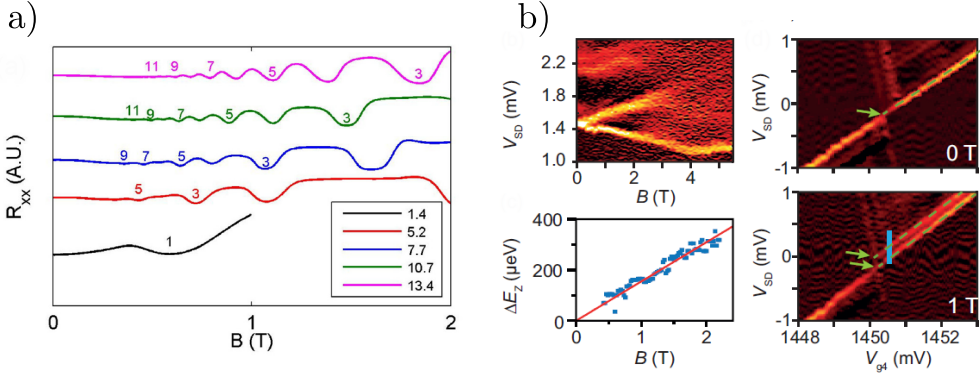 a)
11 9 7 5 3
11 9 7 5 3
9 7 5 3
5 3
1
1.4
5.2
7.7
10.7
13.4
R_xx (A.U.)
0 1 2
B (T)
b)
2.2
1.8
1.4
1.0
V_SD (mV)
0 2 4
B (T)
400
200
0
ΔE_Z (µeV)
0 1 2
B (T)
1
0
-1
V_SD (mV)
0 T
1
0
-1
V_SD (mV)
1 T
1448 1450 1452
V_g4 (mV)